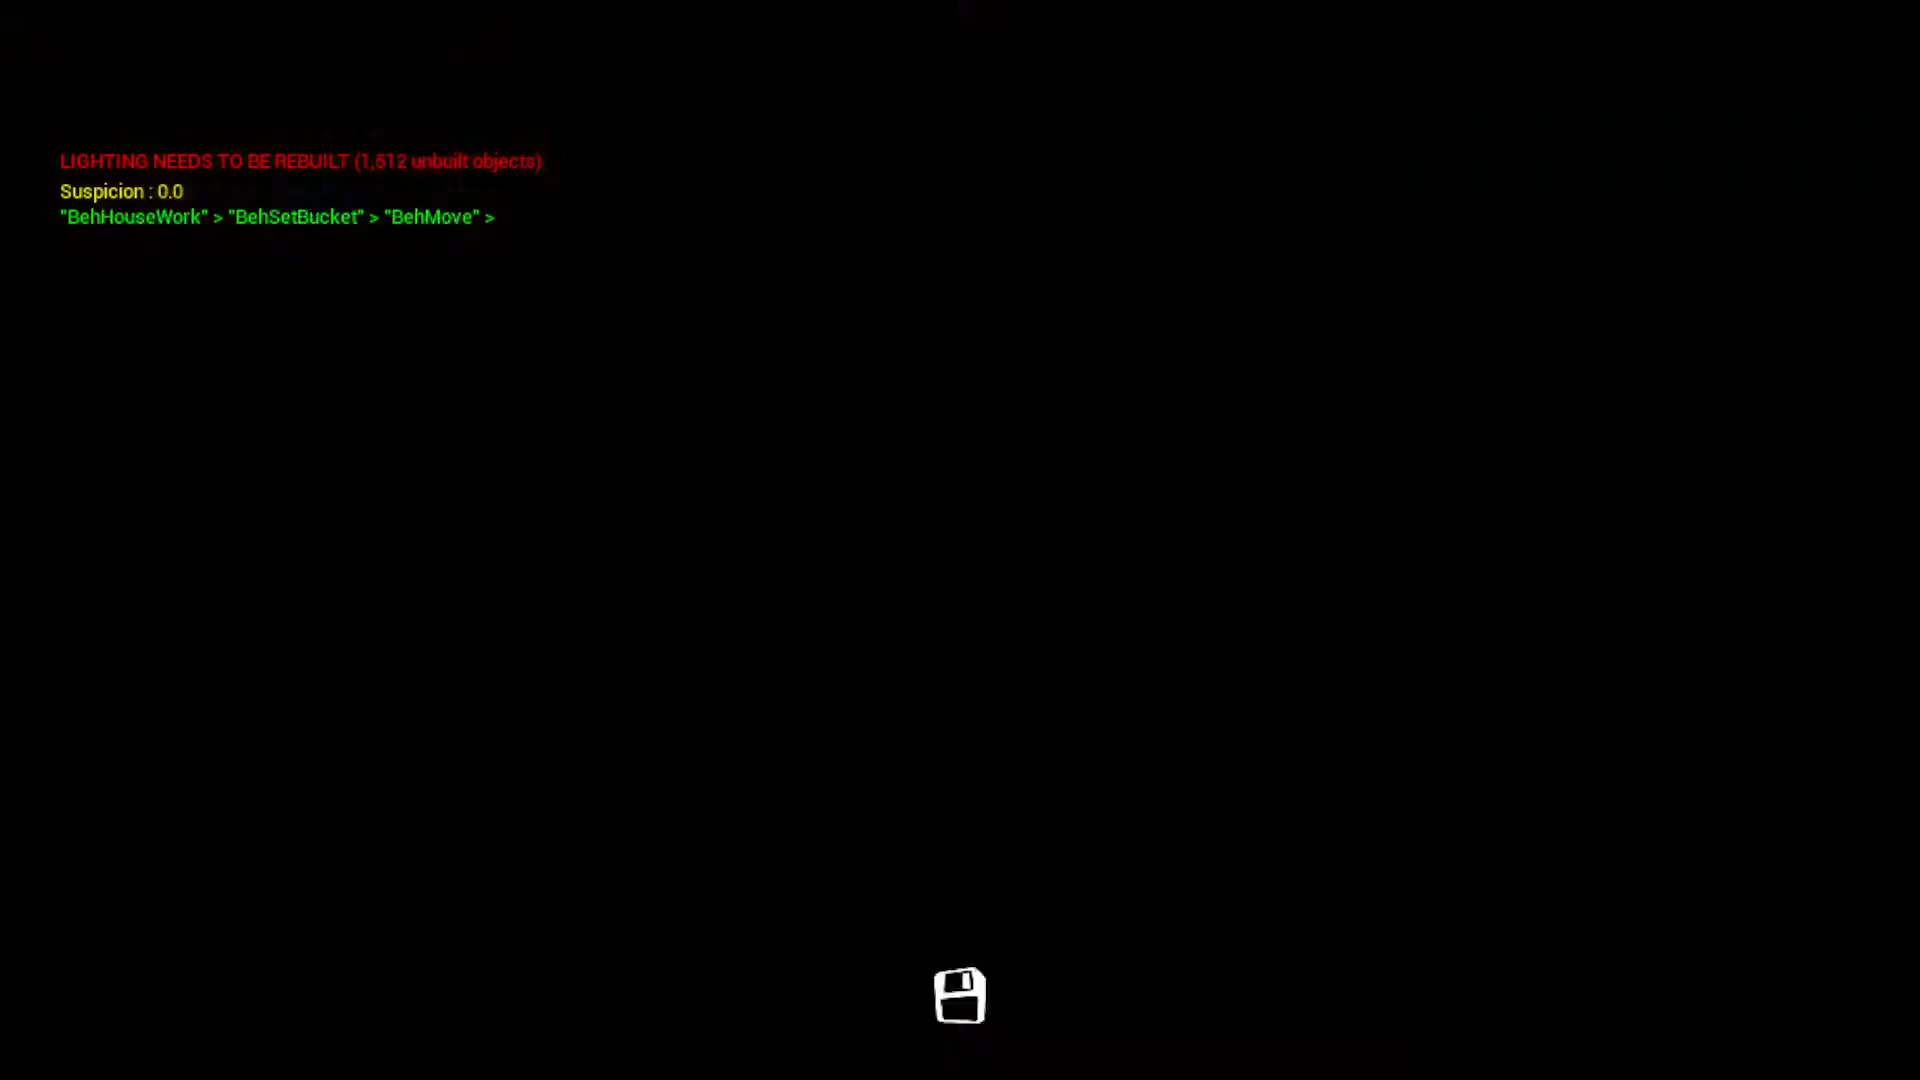 LIGHTING NEEDS TO BE REBUILT (1,512 unbuilt objects)
Suspicion : 0.0
"BehHouseWork" > "BehSetBucket" > "BehMove" >